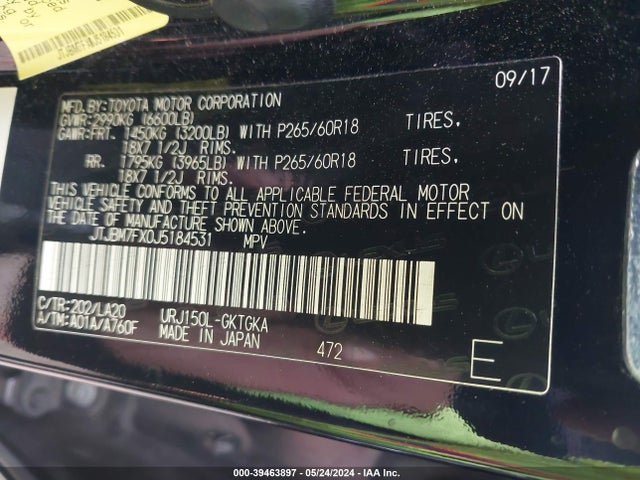 JTJBM7FX0J5184531
09/17
MFD.BY:TOYOTA MOTOR CORPORATION
GVWR:2990KG (6600LB)
GAWR:FRT. 1450KG (3200LB) WITH P265/60R18 TIRES,
18X7 1/2J RIMS.
RR. 1795KG (3965LB) WITH P265/60R18 TIRES,
18X7 1/2J RIMS.
THIS VEHICLE CONFORMS TO ALL APPLICABLE FEDERAL MOTOR
VEHICLE SAFETY AND THEFT PREVENTION STANDARDS IN EFFECT ON
THE DATE OF MANUFACTURE SHOWN ABOVE.
JTJBM7FX0J5184531 MPV
C/TR:202/LA20 URJ150L-GKTGKA
A/TM:A01A/A760F MADE IN JAPAN
472
E
000-39463897 - 05/24/2024 - IAA Inc.